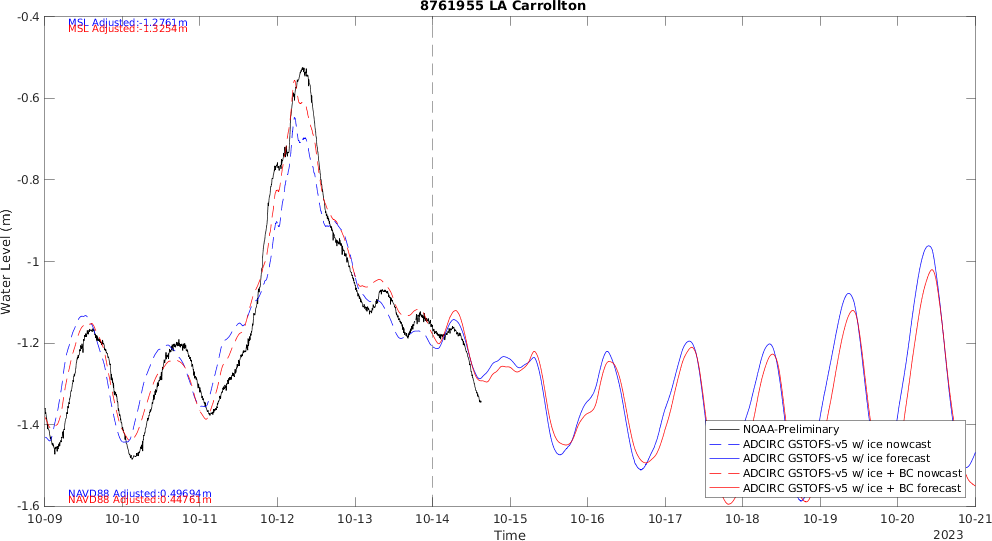 8761955 LA Carrollton
MSL Adjusted:-1.2761m
MSL Adjusted:-1.3254m
-0.4
-0.6
-0.8
-1
-1.2
-1.4
-1.6
Water Level (m)
NOAA-Preliminary
ADCIRC GSTOFS-v5 w/ ice nowcast
ADCIRC GSTOFS-v5 w/ ice forecast
ADCIRC GSTOFS-v5 w/ ice + BC nowcast
ADCIRC GSTOFS-v5 w/ ice + BC forecast
NAVD88 Adjusted:0.49694m
NAVD88 Adjusted:0.44761m
10-09 10-10 10-11 10-12 10-13 10-14 10-15 10-16 10-17 10-18 10-19 10-20 10-21
Time
2023